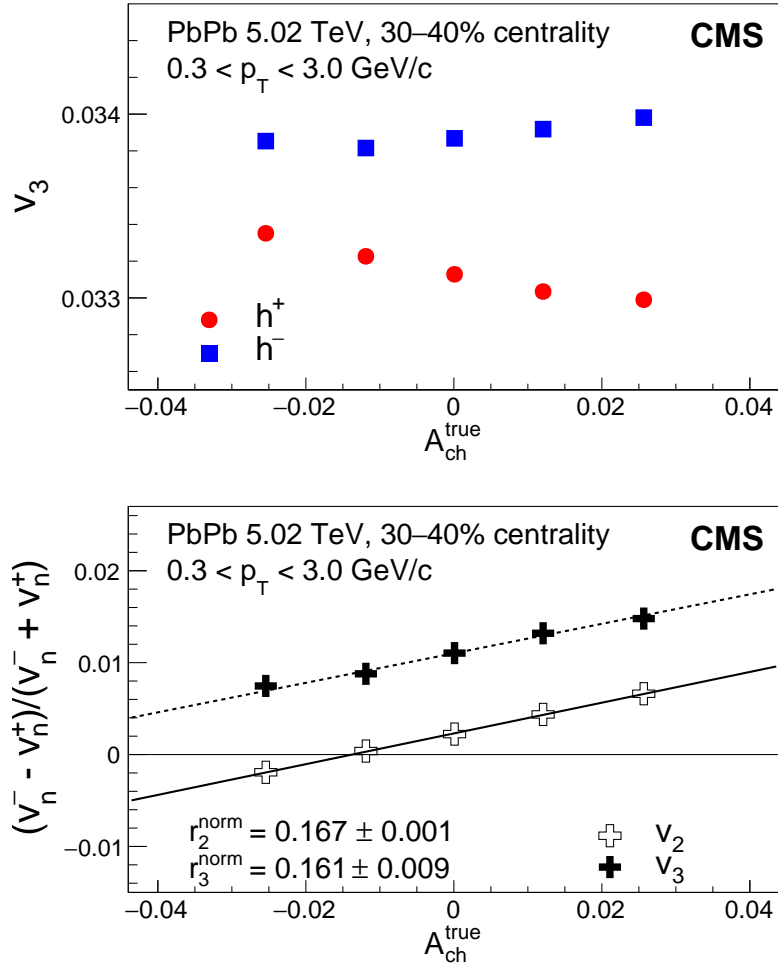 PbPb 5.02 TeV, 30–40% centrality CMS
0.3 < p_T < 3.0 GeV/c
0.034
v_3
0.033
h^+
h^−
−0.04 −0.02 0 0.02 0.04
A_ch^true
PbPb 5.02 TeV, 30–40% centrality CMS
0.3 < p_T < 3.0 GeV/c
0.02
0.01
(v_n^− - v_n^+)/(v_n^− + v_n^+)
0
r_2^norm = 0.167 ± 0.001 v_2
−0.01
r_3^norm = 0.161 ± 0.009 v_3
−0.04 −0.02 0 0.02 0.04
A_ch^true